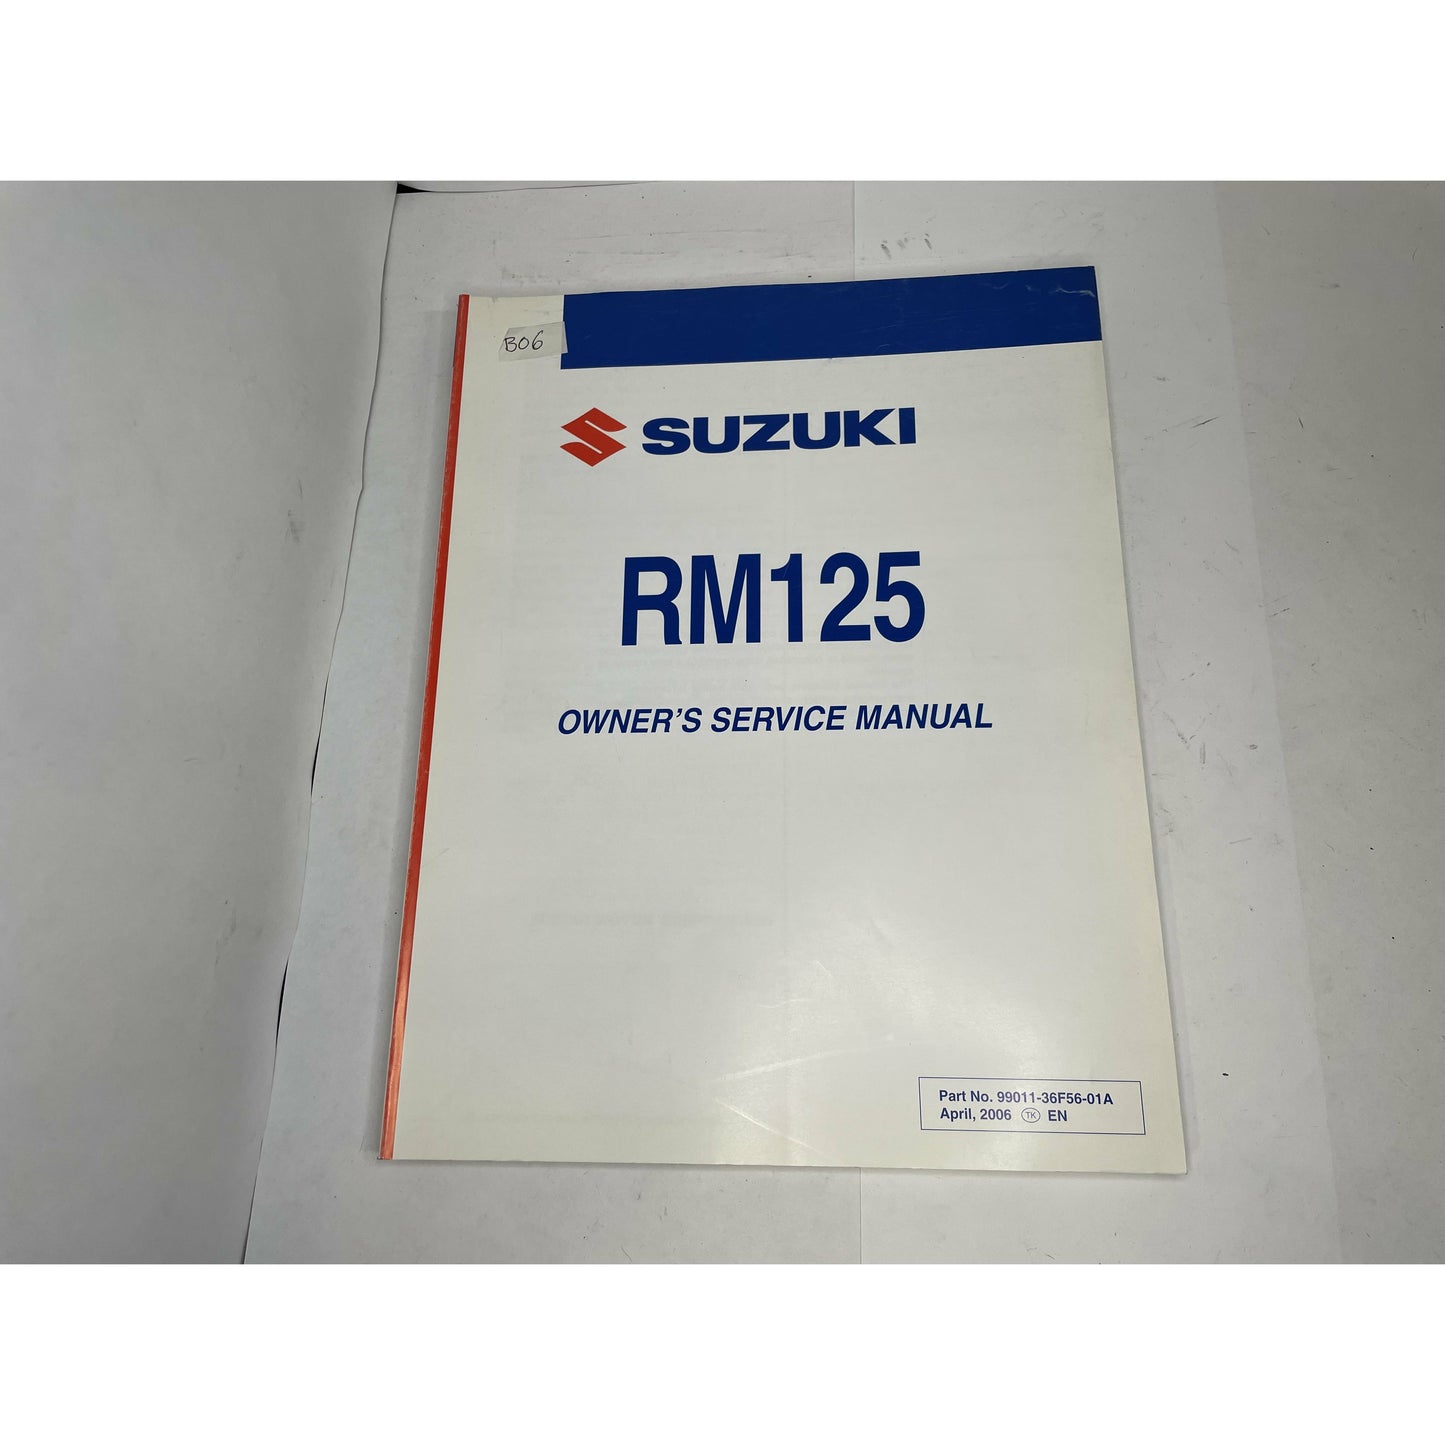 B06
SUZUKI
RM125
OWNER'S SERVICE MANUAL
Part No. 99011-36F56-01A
April, 2006 TK EN